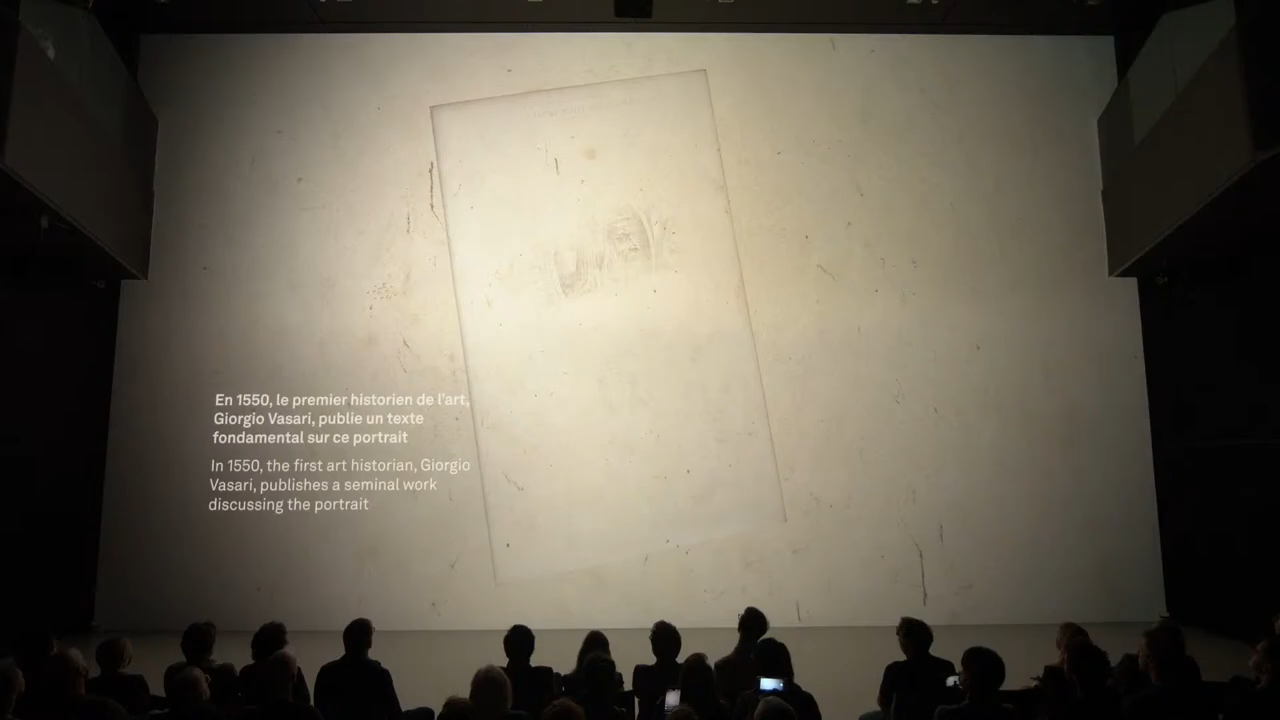 En 1550, le premier historien de l'art,
Giorgio Vasari, publie un texte
fondamental sur ce portrait
In 1550, the first art historian, Giorgio
Vasari, publishes a seminal work
discussing the portrait